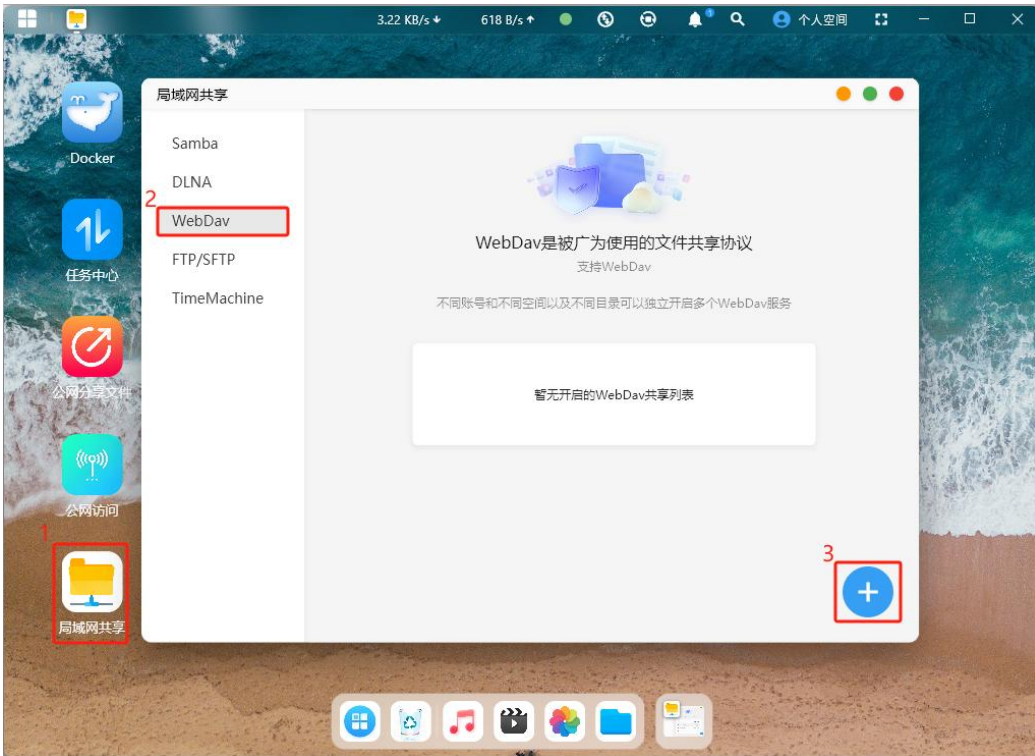 3.22 KB/s
618 B/s
1
个人空间
Docker
任务中心
公网分享文件
公网访问
1
局域网共享
局域网共享
Samba
DLNA
2
WebDav
FTP/SFTP
TimeMachine
WebDav是被广为使用的文件共享协议
支持WebDav
不同账号和不同空间以及不同目录可以独立开启多个WebDav服务
暂无开启的WebDav共享列表
3